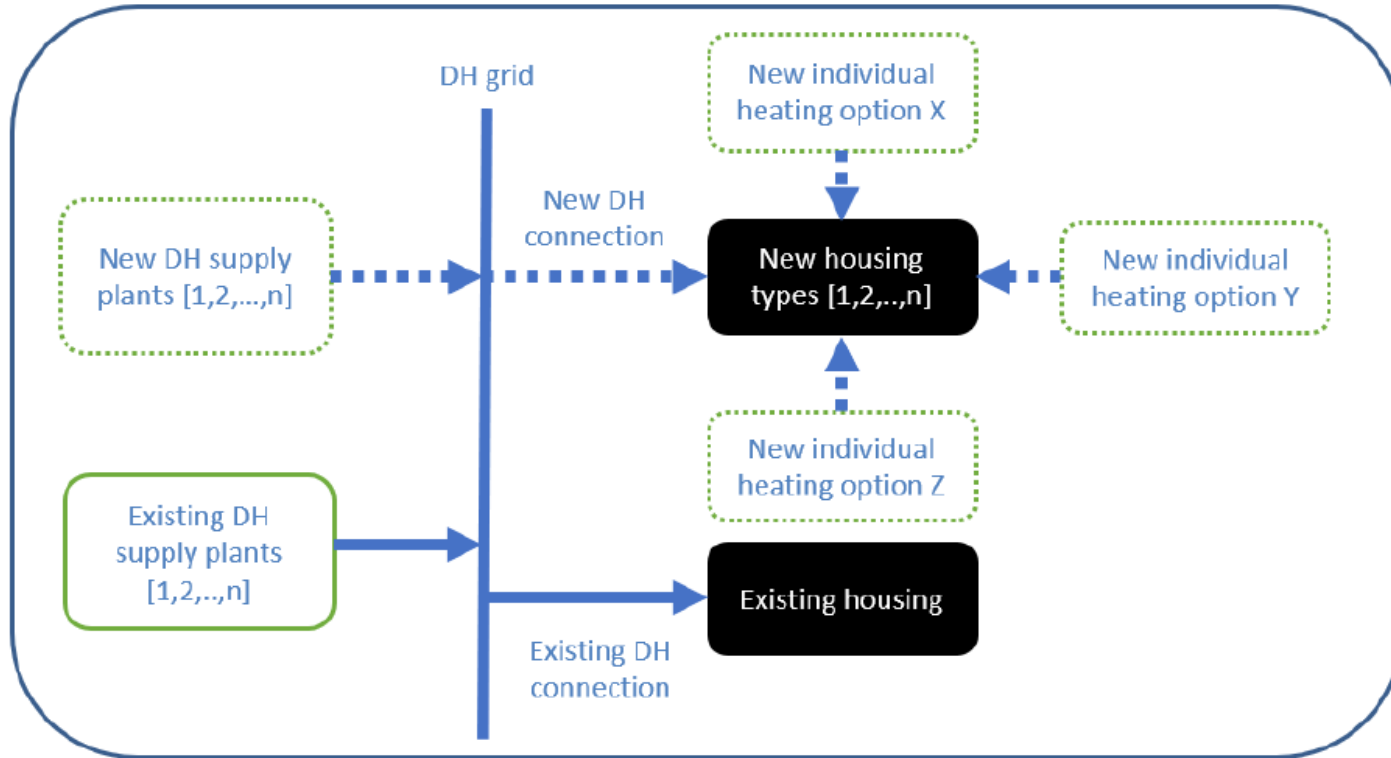 DH grid
New individual
heating option X
New DH
connection
New DH supply
plants [1,2,...,n]
New housing
types [1,2,..,n]
New individual
heating option Y
New individual
heating option Z
Existing DH
supply plants
[1,2,..,n]
Existing housing
Existing DH
connection